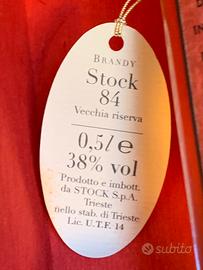 BRANDY
Stock
84
Vecchia riserva
0,5l e
38% vol
Prodotto e imbott.
da STOCK S.p.A.
Trieste
nello stab. di Trieste
Lic. U.T.F. 14
subito